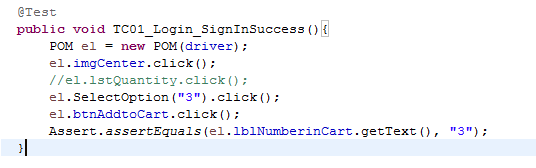 @Test
public void TC01_Login_SignInSuccess(){
POM el = new POM(driver);
el.imgCenter.click();
//el.lstQuantity.click();
el.SelectOption("3").click();
el.btnAddtoCart.click();
Assert.assertEquals(el.lblNumberinCart.getText(), "3");
}